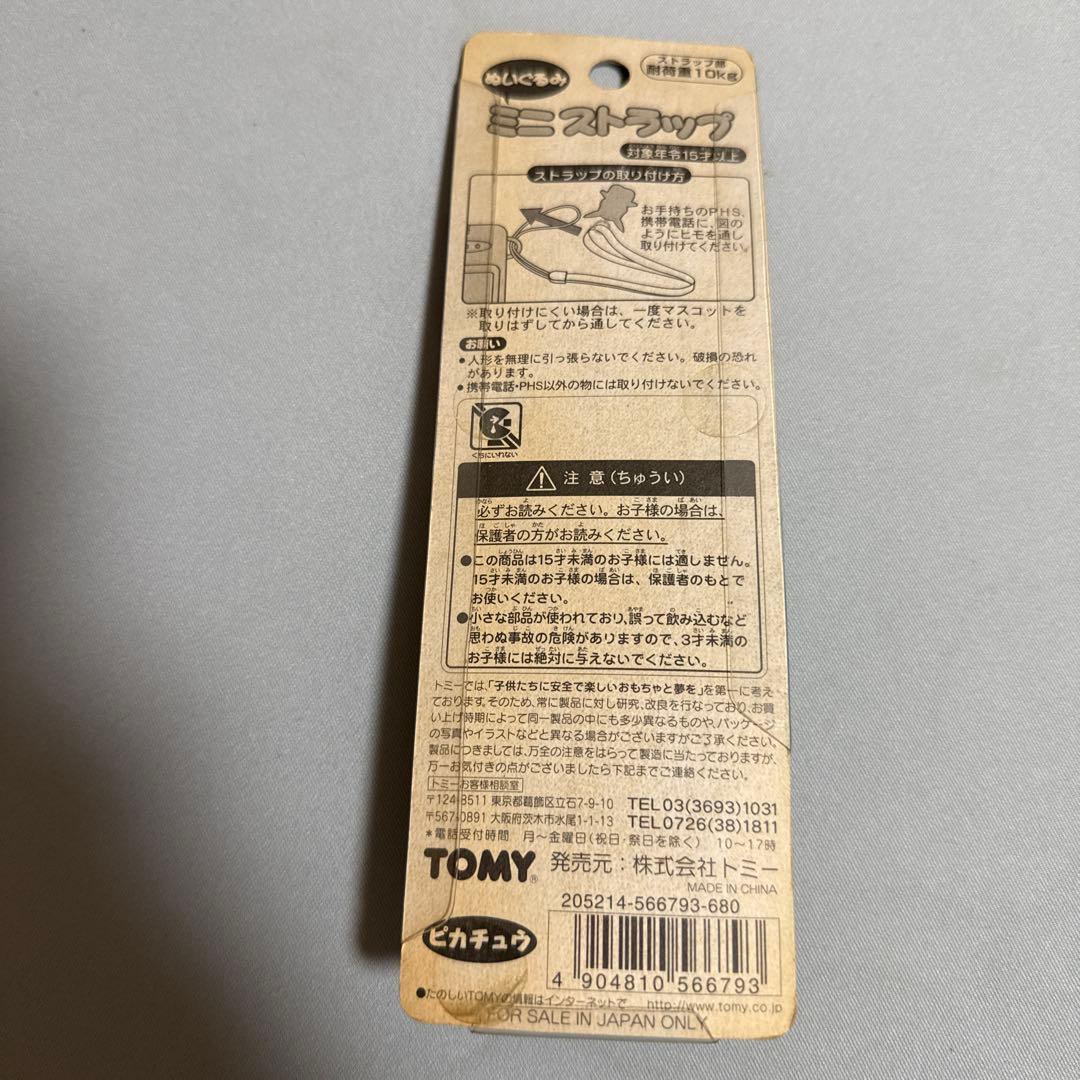 ぬいぐるみ
ストラップ部
耐荷重10kg
ミニストラップ
対象年令15才以上
ストラップの取り付け方
お手持ちのPHS、
携帯電話に、図の
ようにヒモを通し
取り付けてください。
※取り付けにくい場合は、一度マスコットを
取りはずしてから通してください。
お願い
●人形を無理に引っ張らないでください。破損の恐れ
があります。
●携帯電話・PHS以外の物には取り付けないでください。
くちにいれない
注意(ちゅうい)
必ずお読みください。お子様の場合は、
保護者の方がお読みください。
●この商品は15才未満のお子様には適しません。
15才未満のお子様の場合は、保護者のもとで
お使いください。
●小さな部品が使われており、誤って飲み込むなど
思わぬ事故の危険がありますので、3才未満の
お子様には絶対に与えないでください。
トミーでは、「子供たちに安全で楽しいおもちゃと夢を」を第一に考え
ております。そのため、常に製品に対し研究、改良を行なっており、お買
い上げ時期によって同一製品の中にも多少異なるものや、パッケージ
の写真やイラストなどと異なる場合がございますがご了承ください。
製品につきましては、万全の注意をはらって製造に当たっておりますが、
万一お気付きの点がございましたら下記までご連絡ください。
トミーお客様相談室
〒124-8511 東京都葛飾区立石7-9-10 TEL 03(3693)1031
〒567-0891 大阪府茨木市水尾1-1-13 TEL 0726(38)1811
*電話受付時間 月〜金曜日(祝日・祭日を除く) 10〜17時
TOMY® 発売元：株式会社トミー
MADE IN CHINA
205214-566793-680
ピカチュウ
4 904810 566793
●たのしいTOMYの情報はインターネットで http://www.tomy.co.jp
FOR SALE IN JAPAN ONLY